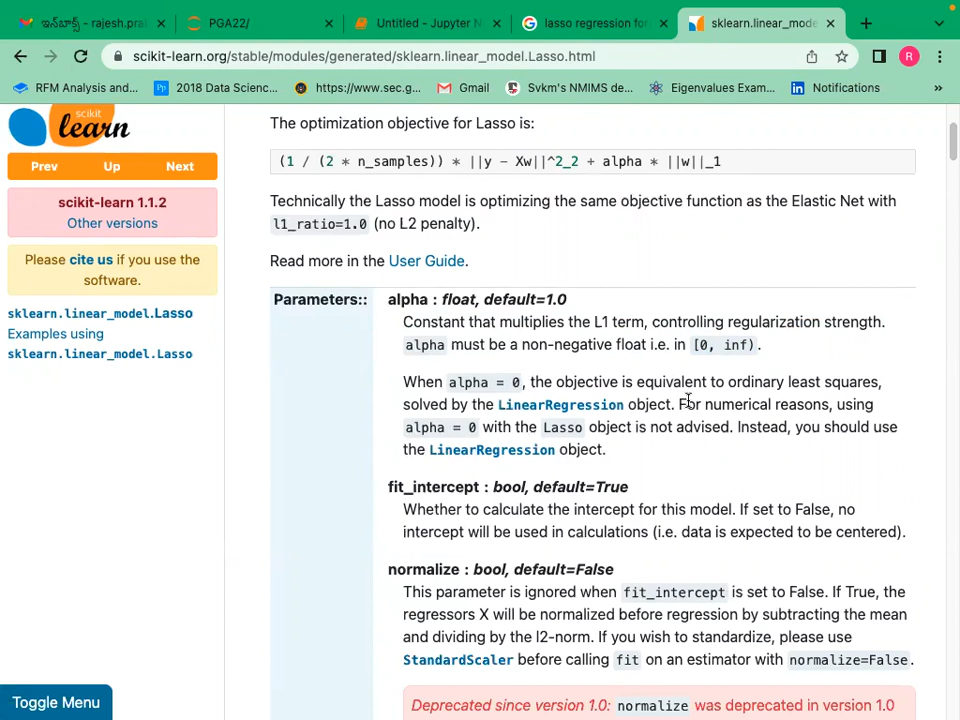 ఇన్‌బాక్స్ - rajesh.pra
PGA22/
Untitled - Jupyter N
lasso regression for
sklearn.linear_mode
scikit-learn.org/stable/modules/generated/sklearn.linear_model.Lasso.html
R
RFM Analysis and...
2018 Data Scienc...
https://www.sec.g...
Gmail
Svkm's NMIMS de...
Eigenvalues Exam...
Notifications
»
scikit
learn
Prev
Up
Next
scikit-learn 1.1.2
Other versions
Please cite us if you use the
software.
sklearn.linear_model.Lasso
Examples using
sklearn.linear_model.Lasso
Toggle Menu
The optimization objective for Lasso is:
(1 / (2 * n_samples)) * ||y - Xw||^2_2 + alpha * ||w||_1
Technically the Lasso model is optimizing the same objective function as the Elastic Net with
l1_ratio=1.0 (no L2 penalty).
Read more in the User Guide.
Parameters::
alpha : float, default=1.0
Constant that multiplies the L1 term, controlling regularization strength.
alpha must be a non-negative float i.e. in [0, inf).
When alpha = 0, the objective is equivalent to ordinary least squares,
solved by the LinearRegression object. For numerical reasons, using
alpha = 0 with the Lasso object is not advised. Instead, you should use
the LinearRegression object.
fit_intercept : bool, default=True
Whether to calculate the intercept for this model. If set to False, no
intercept will be used in calculations (i.e. data is expected to be centered).
normalize : bool, default=False
This parameter is ignored when fit_intercept is set to False. If True, the
regressors X will be normalized before regression by subtracting the mean
and dividing by the l2-norm. If you wish to standardize, please use
StandardScaler before calling fit on an estimator with normalize=False.
Deprecated since version 1.0: normalize was deprecated in version 1.0